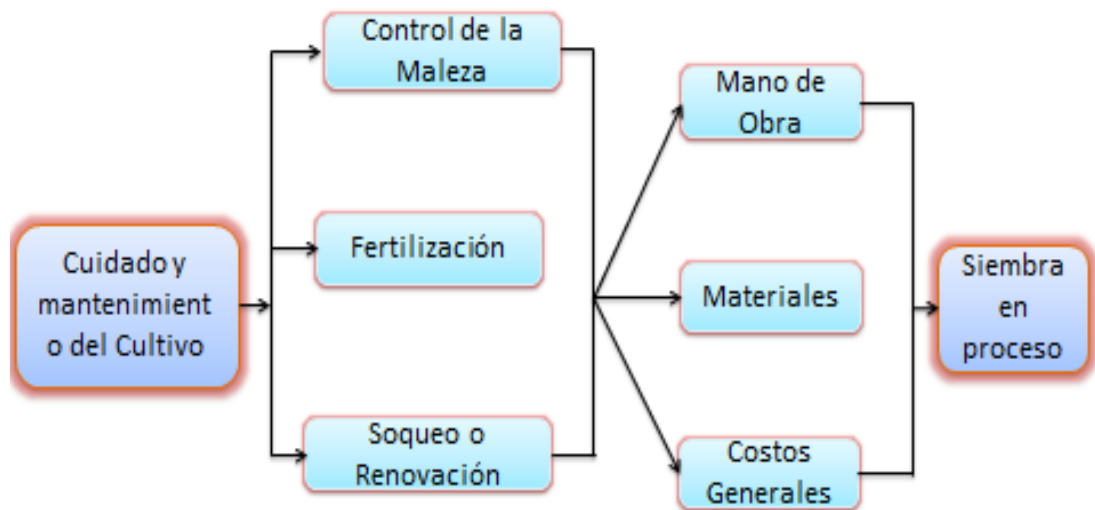 Cuidado y
mantenimient
o del Cultivo
Control de la
Maleza
Fertilización
Soqueo o
Renovación
Mano de
Obra
Materiales
Costos
Generales
Siembra
en
proceso